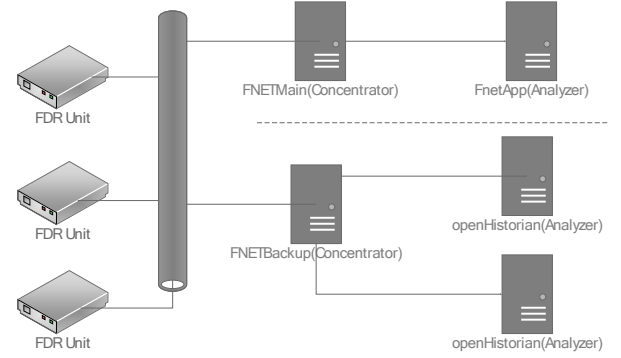 FNETMain(Concentrator)
FnetApp(Analyzer)
FDR Unit
FDR Unit
openHistorian(Analyzer)
FNETBackup(Concentrator)
FDR Unit
openHistorian(Analyzer)